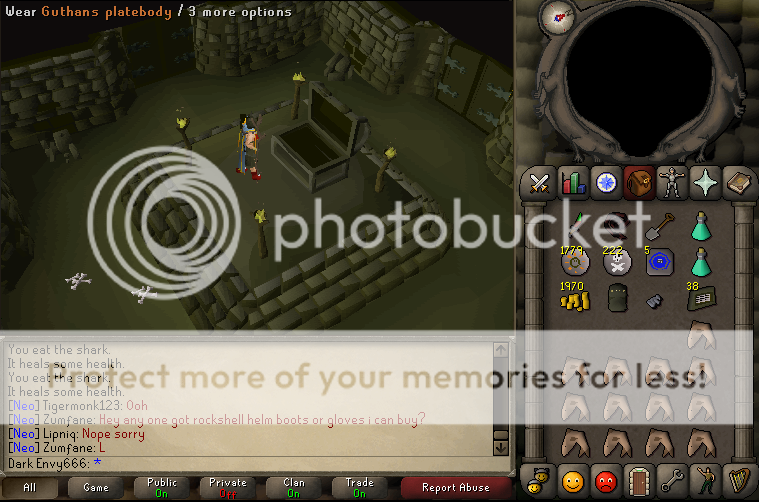 Wear Guthans platebody / 3 more options
photobucket
1779 222 5
1970 38
Protect more of your memories for less!
You eat the shark.
It heals some health.
You eat the shark.
It heals some health.
[Neo] Tigermonk123: Ooh
[Neo] Zumfane: Hey any one got rockshell helm boots or gloves i can buy?
[Neo] Lipniq: Nope sorry
[Neo] Zumfane: L
Dark Envy666: *
All Game Public On Private Off Clan On Trade On Report Abuse